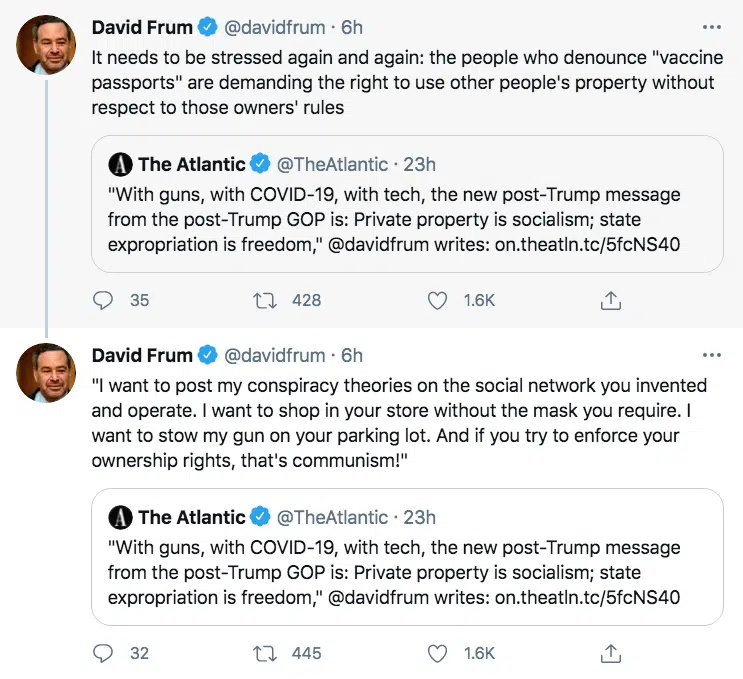 David Frum @davidfrum · 6h
It needs to be stressed again and again: the people who denounce "vaccine
passports" are demanding the right to use other people's property without
respect to those owners' rules
The Atlantic @TheAtlantic · 23h
"With guns, with COVID-19, with tech, the new post-Trump message
from the post-Trump GOP is: Private property is socialism; state
expropriation is freedom," @davidfrum writes: on.theatln.tc/5fcNS40
35 428 1.6K
David Frum @davidfrum · 6h
"I want to post my conspiracy theories on the social network you invented
and operate. I want to shop in your store without the mask you require. I
want to stow my gun on your parking lot. And if you try to enforce your
ownership rights, that's communism!"
The Atlantic @TheAtlantic · 23h
"With guns, with COVID-19, with tech, the new post-Trump message
from the post-Trump GOP is: Private property is socialism; state
expropriation is freedom," @davidfrum writes: on.theatln.tc/5fcNS40
32 445 1.6K